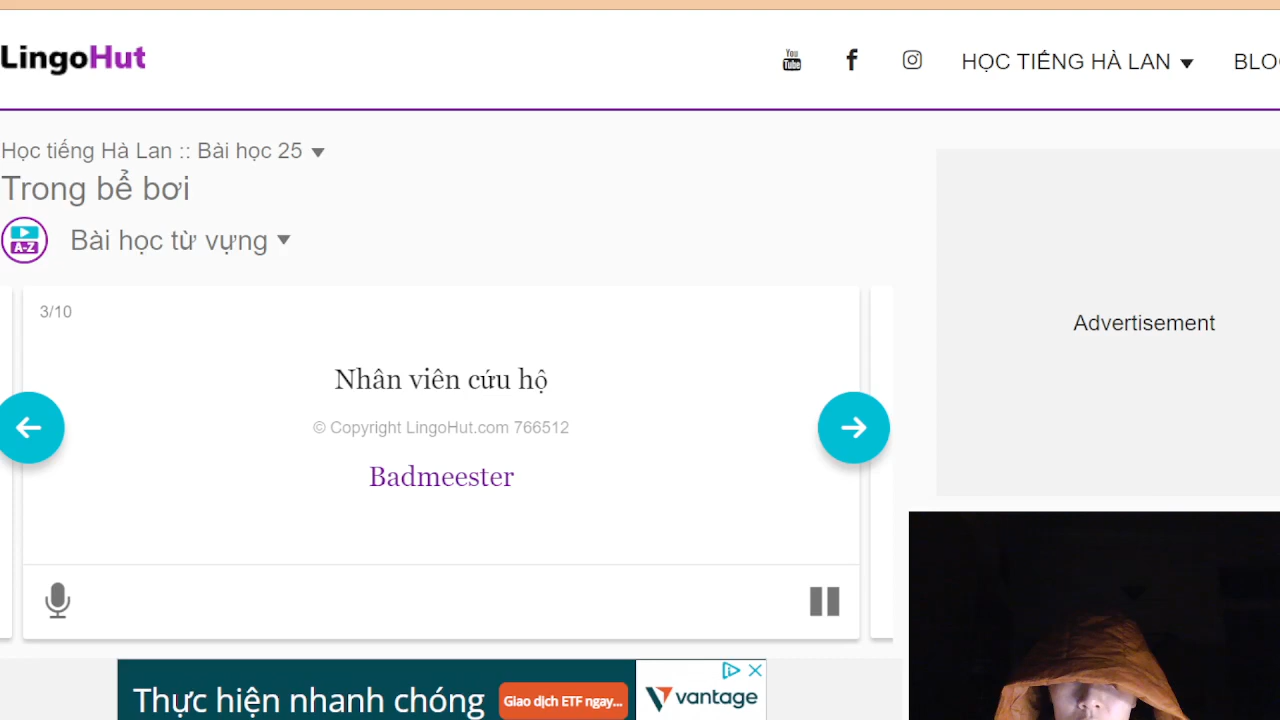 LingoHut
You Tube
HỌC TIẾNG HÀ LAN
Học tiếng Hà Lan :: Bài học 25
Trong bể bơi
A-Z
Bài học từ vựng
3/10
Nhân viên cứu hộ
© Copyright LingoHut.com 766512
Badmeester
Advertisement
Thực hiện nhanh chóng
Giao dịch ETF ngay...
vantage